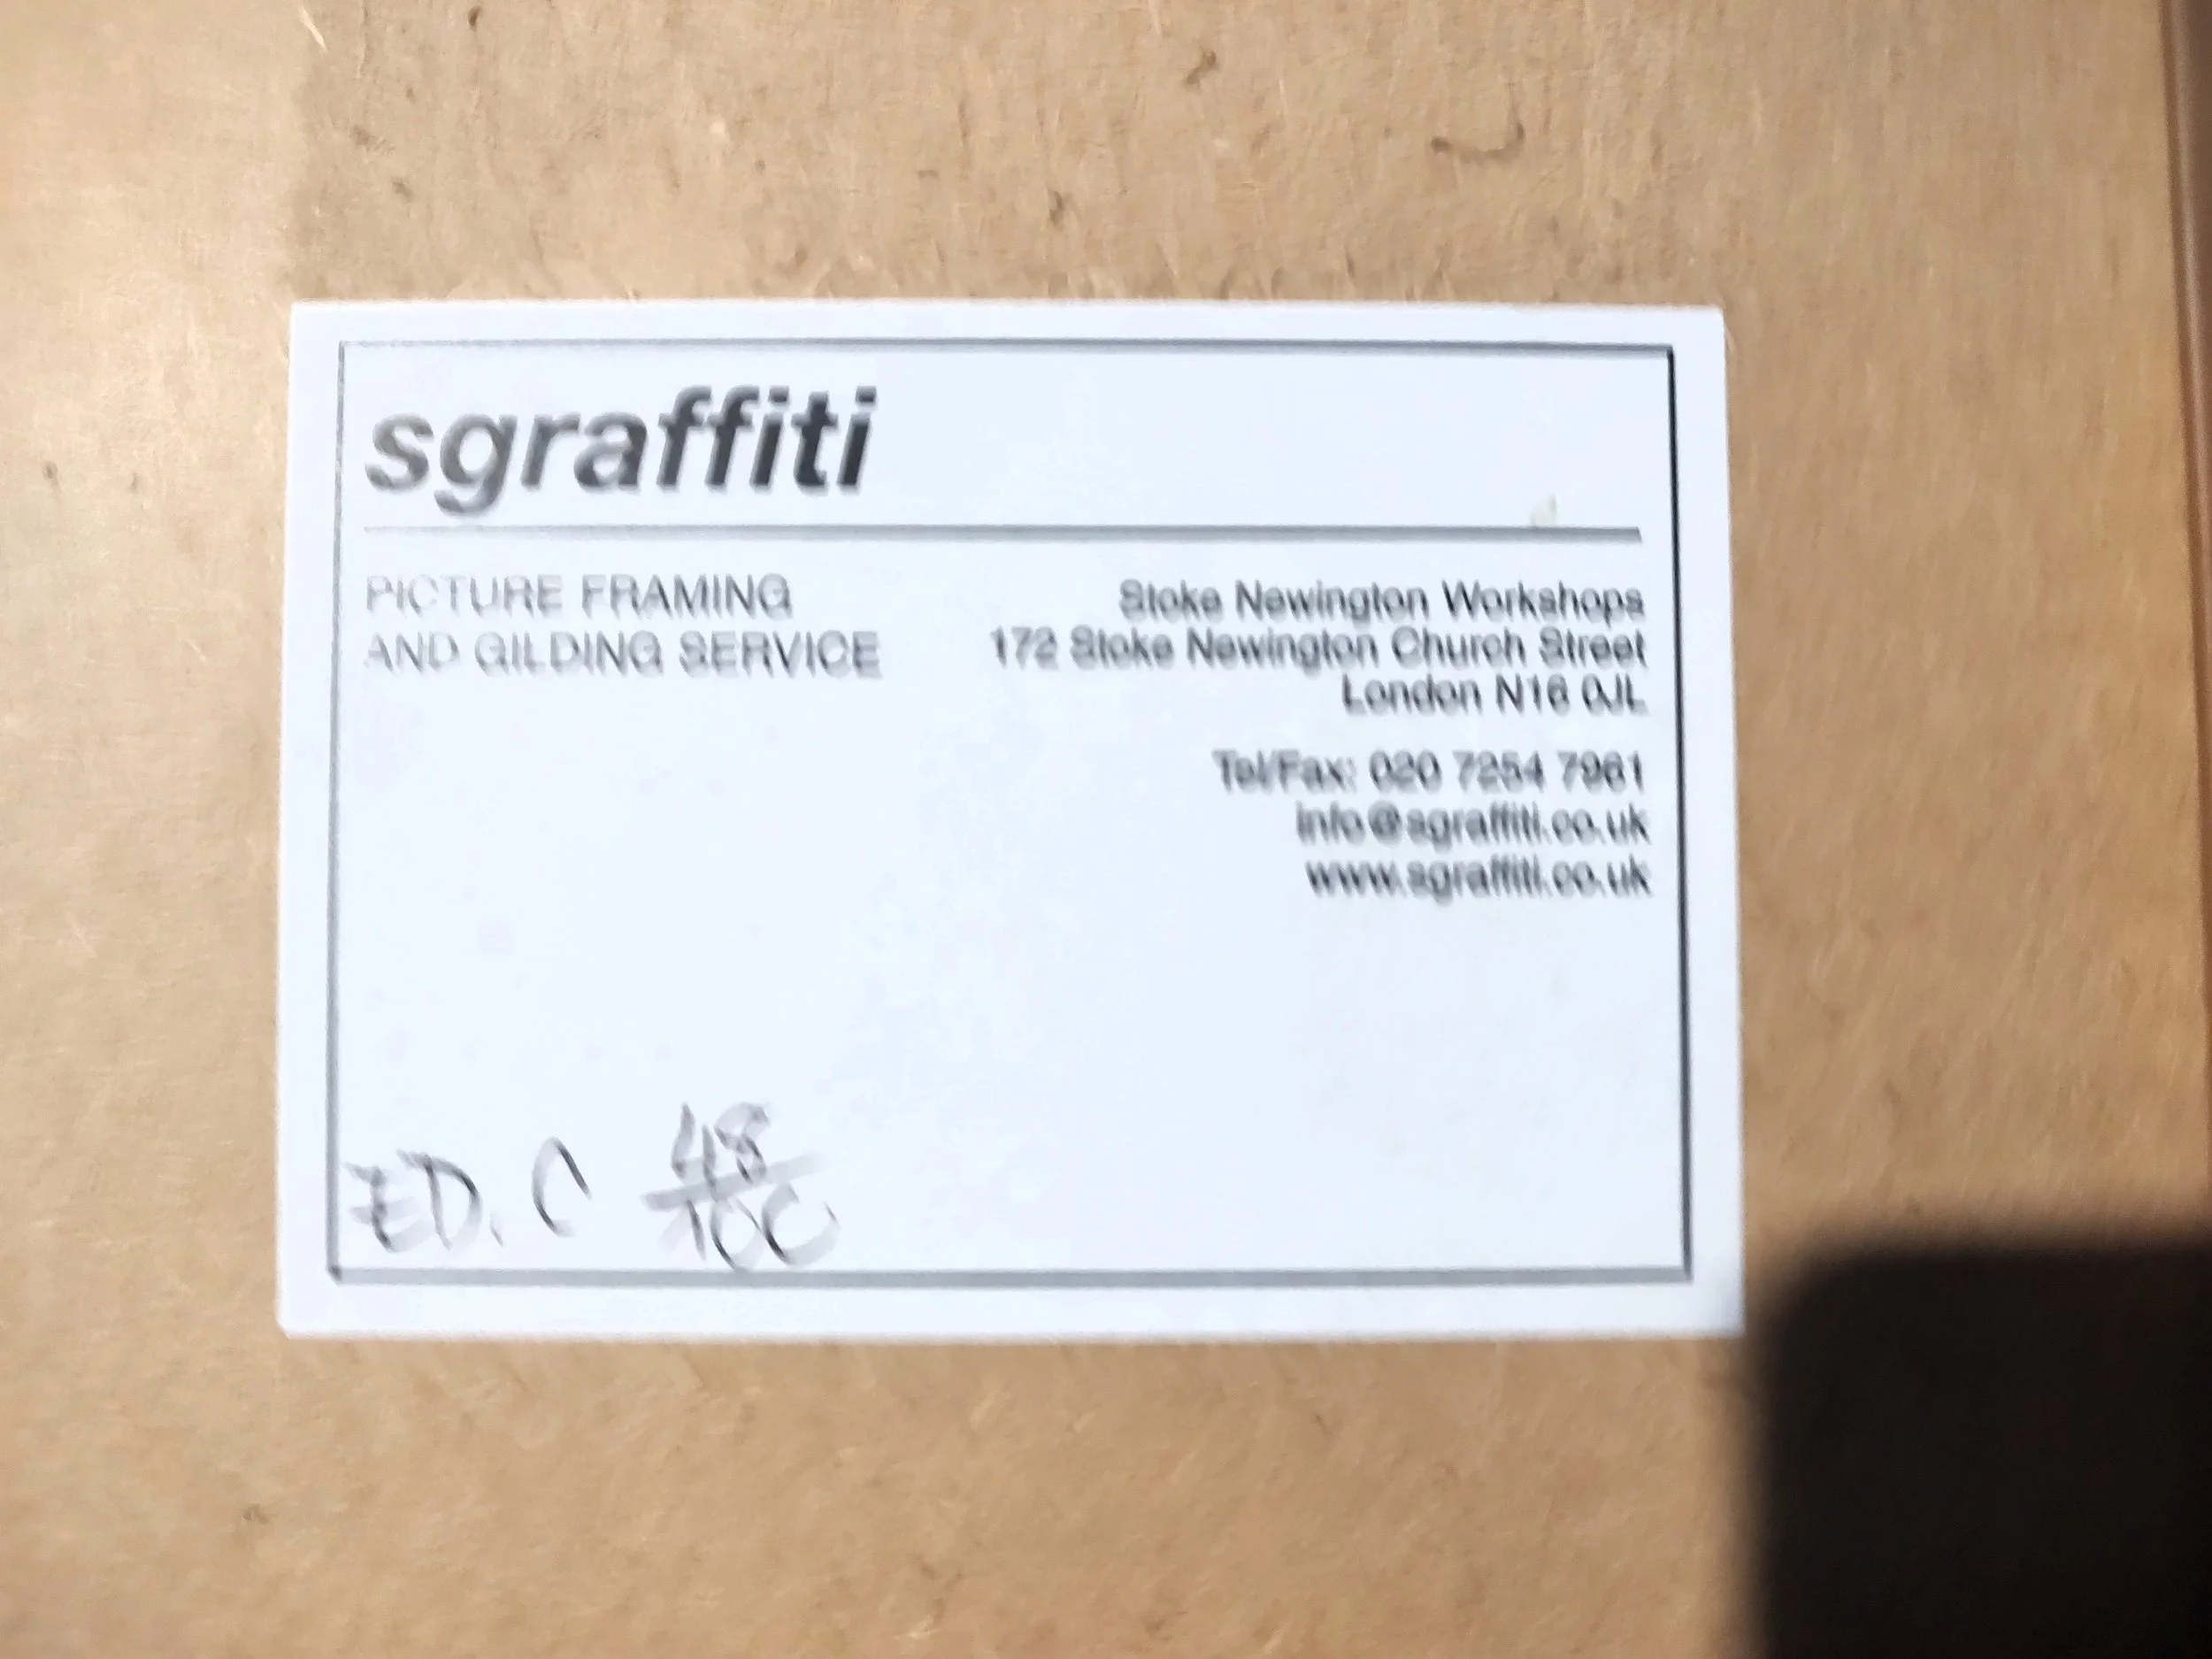 sgraffiti
PICTURE FRAMING
AND GILDING SERVICE
Stoke Newington Workshops
172 Stoke Newington Church Street
London N16 0JL
Tel/Fax: 020 7254 7961
info@sgraffiti.co.uk
www.sgraffiti.co.uk
ED. C 48/100